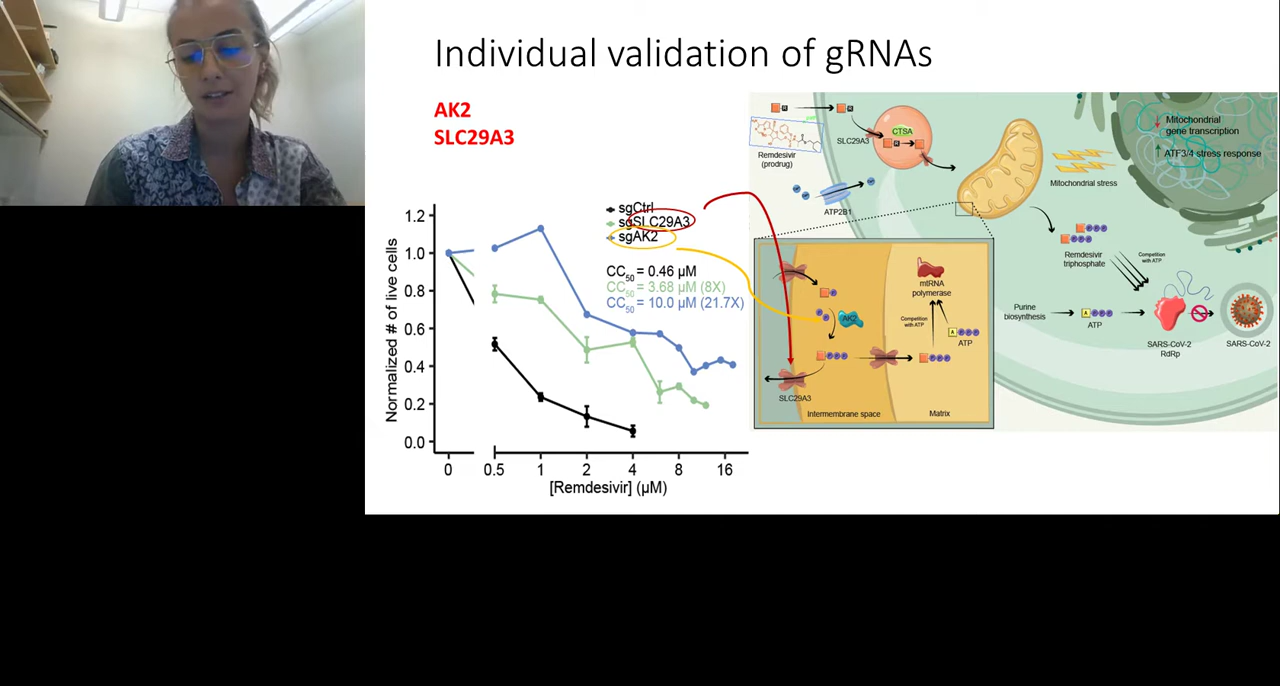 Individual validation of gRNAs
AK2
SLC29A3
Normalized # of live cells
1.2
1.0
0.8
0.6
0.4
0.2
0.0
0
0.5
1
2
4
8
16
[Remdesivir] (µM)
sgCtrl
sgSLC29A3
sgAK2
CC50 = 0.46 µM
CC50 = 3.68 µM (8X)
CC50 = 10.0 µM (21.7X)
R
R
Remdesivir
(prodrug)
SLC29A3
CTSA
R
ATP2B1
Mitochondrial
gene transcription
ATF3/4 stress response
Mitochondrial stress
P P P
P P P
Remdesivir
triphosphate
Competition
with ATP
Purine
biosynthesis
A P P P
ATP
SARS-CoV-2
RdRp
SARS-CoV-2
P
P
P
AK2
P P P
SLC29A3
Intermembrane space
mtRNA
polymerase
Competition
with ATP
A P P P
ATP
P P P
Matrix